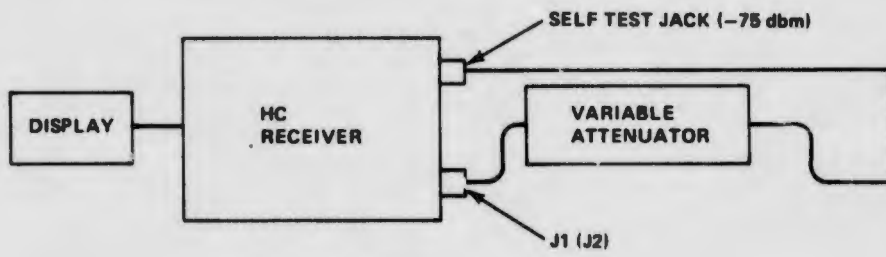 SELF TEST JACK (-75 dbm)
DISPLAY
HC
RECEIVER
VARIABLE
ATTENUATOR
J1 (J2)